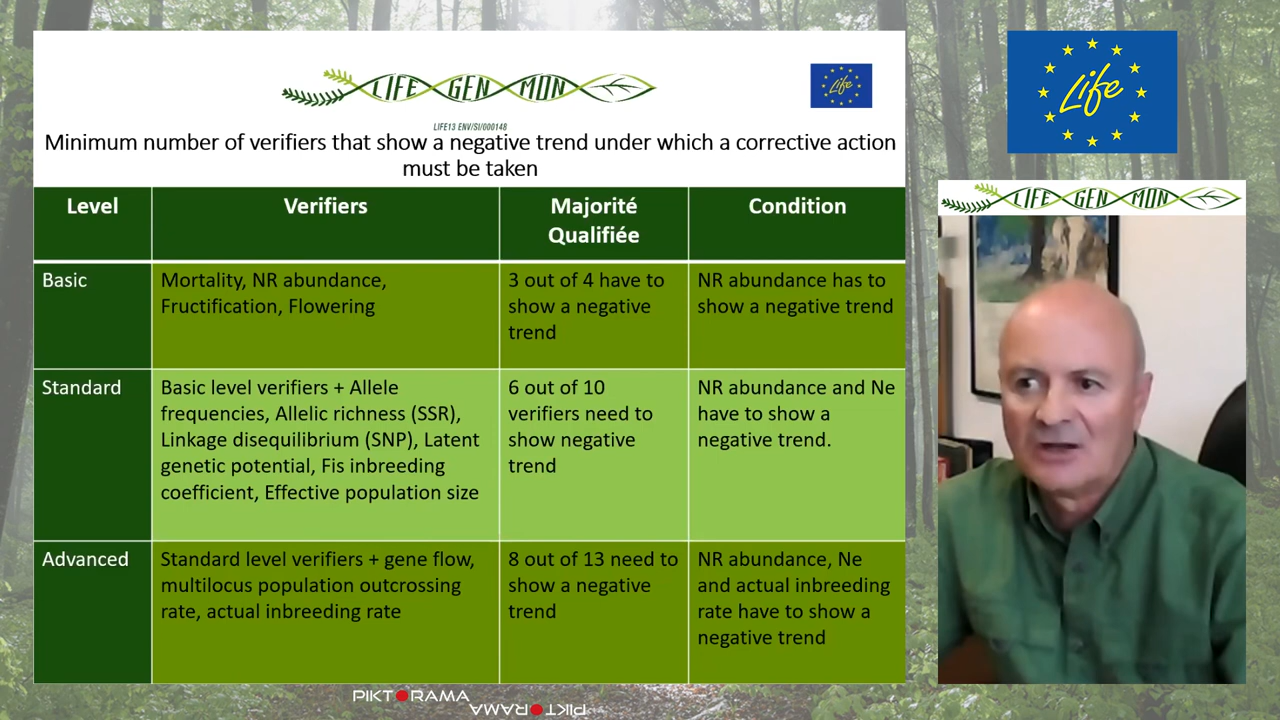 LIFE GEN MON
Life
LIFE13 ENV/SI/000148
Minimum number of verifiers that show a negative trend under which a corrective action
must be taken
Level
Verifiers
Majorité
Qualifiée
Condition
Basic
Mortality, NR abundance,
Fructification, Flowering
3 out of 4 have to
show a negative
trend
NR abundance has to
show a negative trend
Standard
Basic level verifiers + Allele
frequencies, Allelic richness (SSR),
Linkage disequilibrium (SNP), Latent
genetic potential, Fis inbreeding
coefficient, Effective population size
6 out of 10
verifiers need to
show negative
trend
NR abundance and Ne
have to show a
negative trend.
Advanced
Standard level verifiers + gene flow,
multilocus population outcrossing
rate, actual inbreeding rate
8 out of 13 need to
show a negative
trend
NR abundance, Ne
and actual inbreeding
rate have to show a
negative trend
Life
LIFE GEN MON
PIKTORAMA
PIKTORAMA